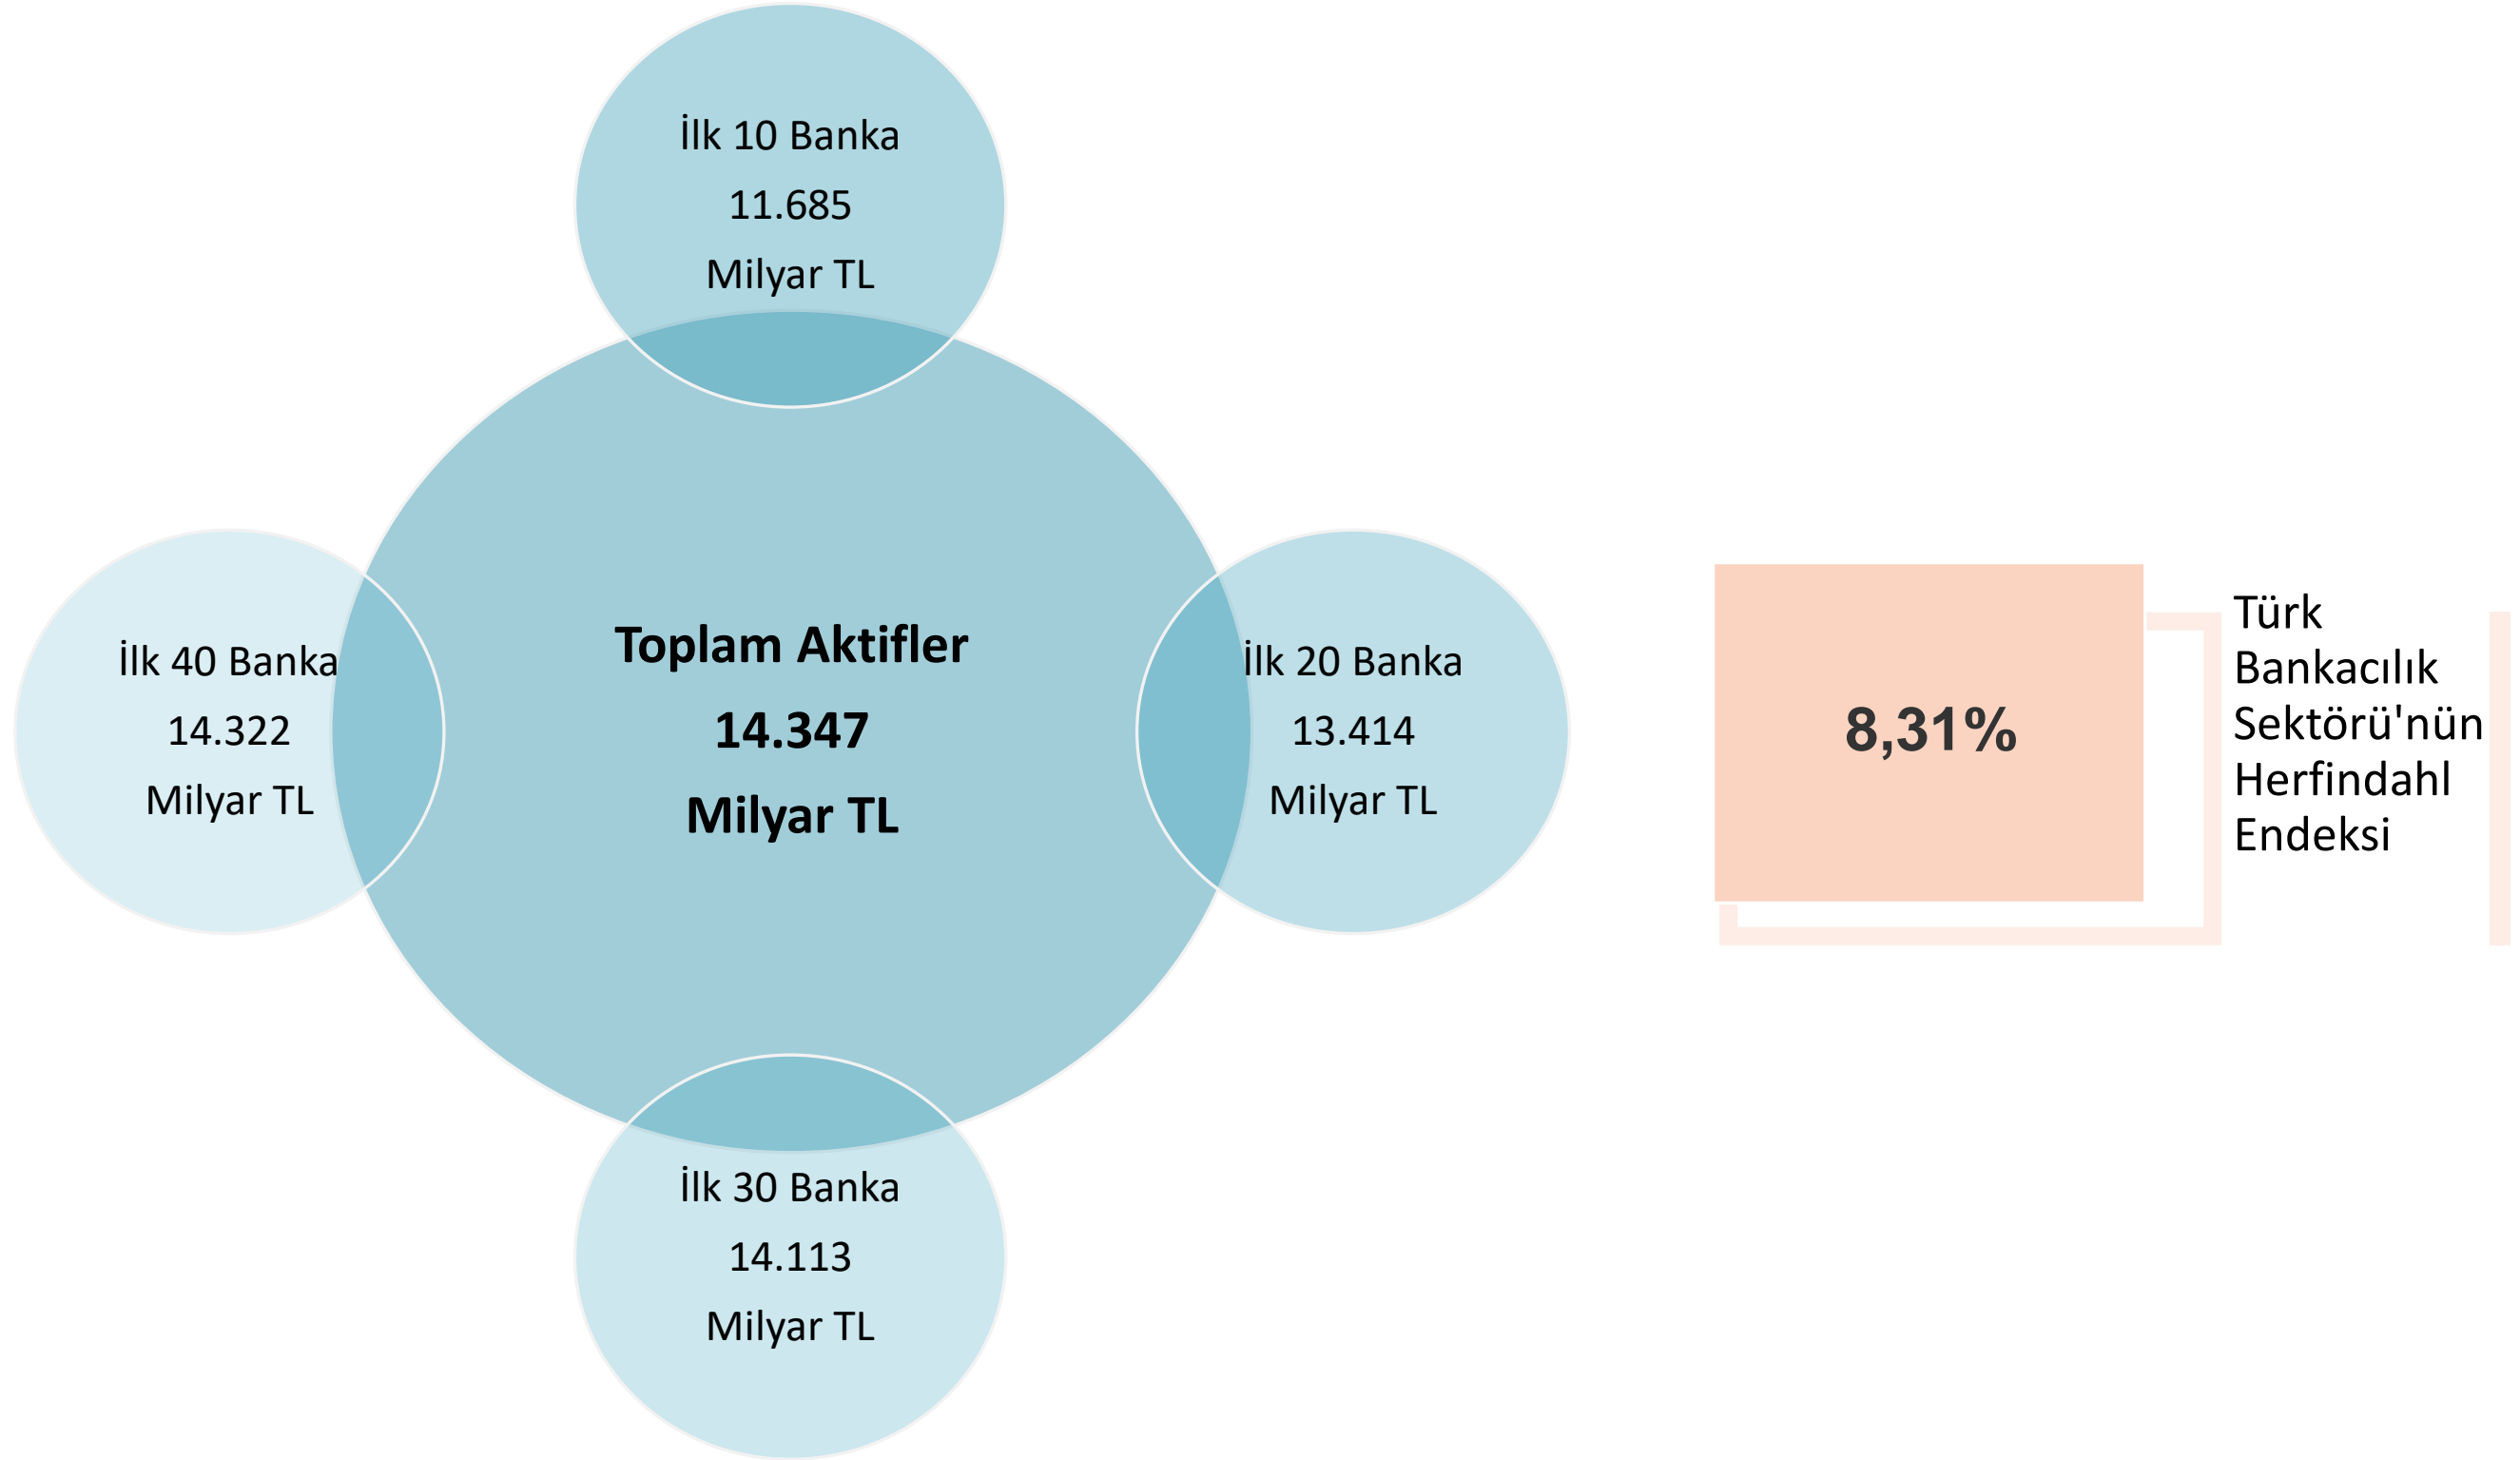 İlk 10 Banka
11.685
Milyar TL
İlk 40 Banka
14.322
Milyar TL
Toplam Aktifler
14.347
Milyar TL
İlk 20 Banka
13.414
Milyar TL
İlk 30 Banka
14.113
Milyar TL
8,31%
Türk
Bankacılık
Sektörü'nün
Herfindahl
Endeksi